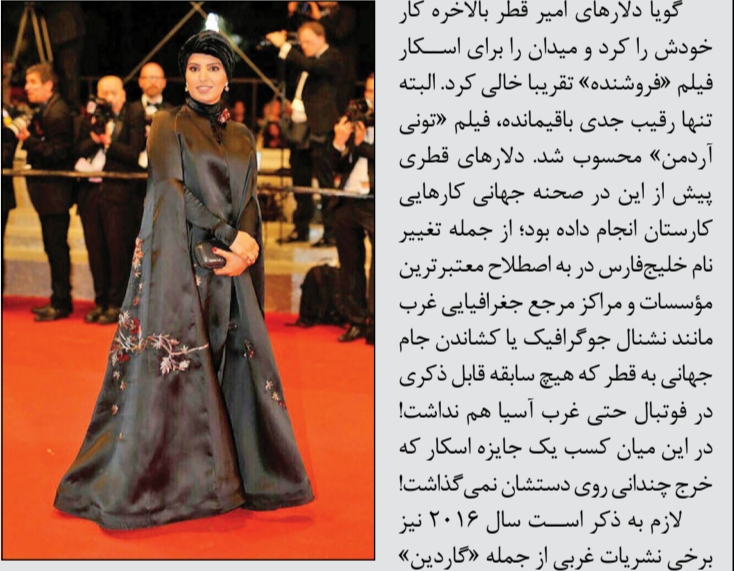 گویا دلارهای امیر قطر بالاخره کار
خودش را کرد و میدان را برای اسکار
فیلم «فروشنده» تقریبا خالی کرد. البته
تنها رقیب جدی باقیمانده، فیلم «تونی
آردمن» محسوب شد. دلارهای قطری
پیش از این در صحنه جهانی کارهایی
کارستان انجام داده بود؛ از جمله تغییر
نام خلیج‌فارس در به اصطلاح معتبرترین
مؤسسات و مراکز مرجع جغرافیایی غرب
مانند نشنال جوگرافیک یا کشاندن جام
جهانی به قطر که هیچ سابقه قابل ذکری
در فوتبال حتی غرب آسیا هم نداشت!
در این میان کسب یک جایزه اسکار که
خرج چندانی روی دستشان نمی‌گذاشت!
لازم به ذکر است سال ۲۰۱۶ نیز
برخی نشریات غربی از جمله «گاردین»